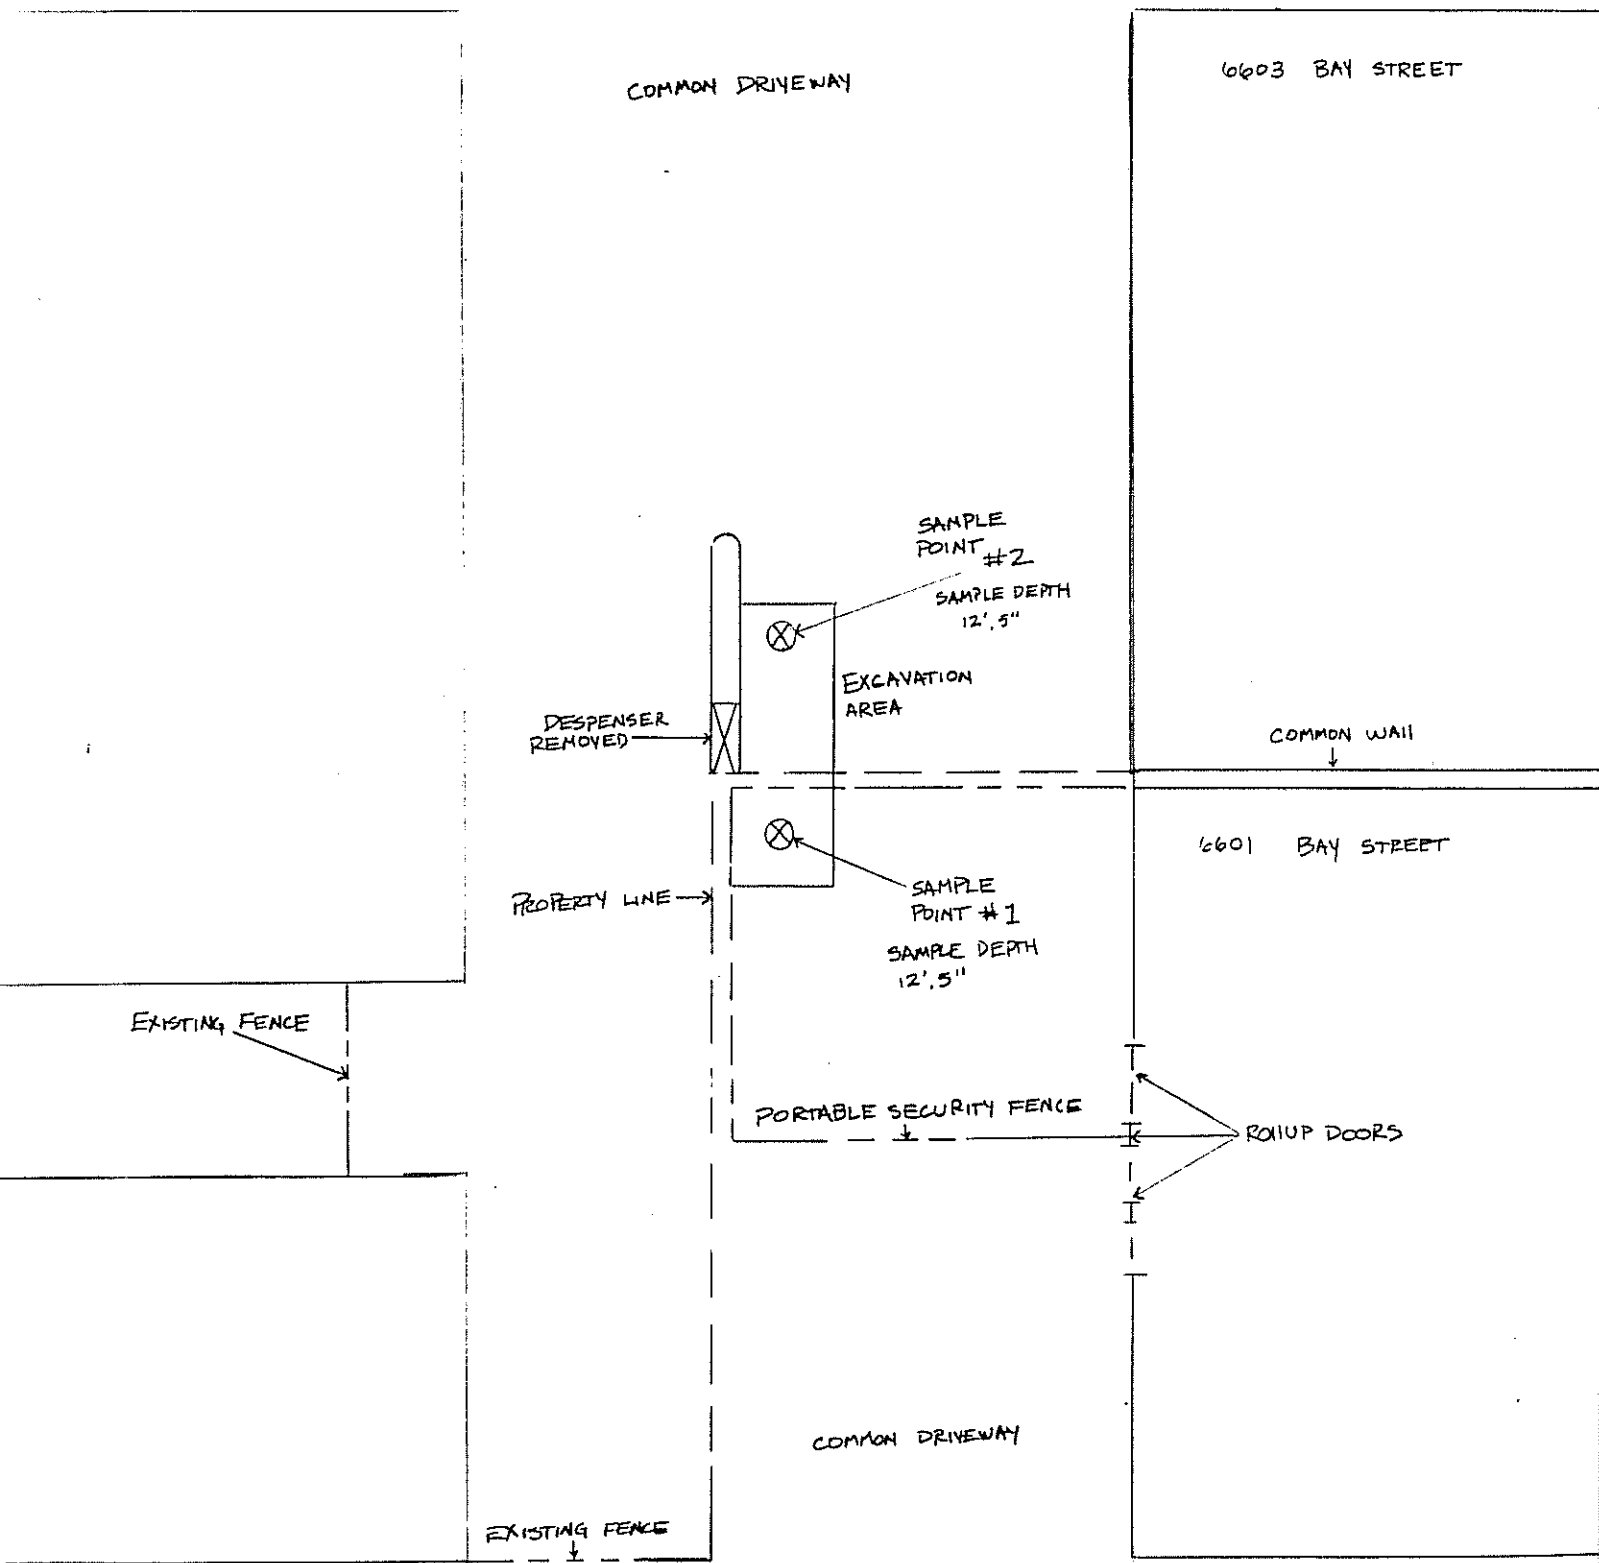 COMMON DRIVEWAY
6603 BAY STREET
SAMPLE
POINT #2
SAMPLE DEPTH
12',5"
EXCAVATION
AREA
DESPENSER
REMOVED
COMMON WALL
6601 BAY STREET
PROPERTY LINE
SAMPLE
POINT #1
SAMPLE DEPTH
12',5"
EXISTING FENCE
PORTABLE SECURITY FENCE
ROLLUP DOORS
COMMON DRIVEWAY
EXISTING FENCE